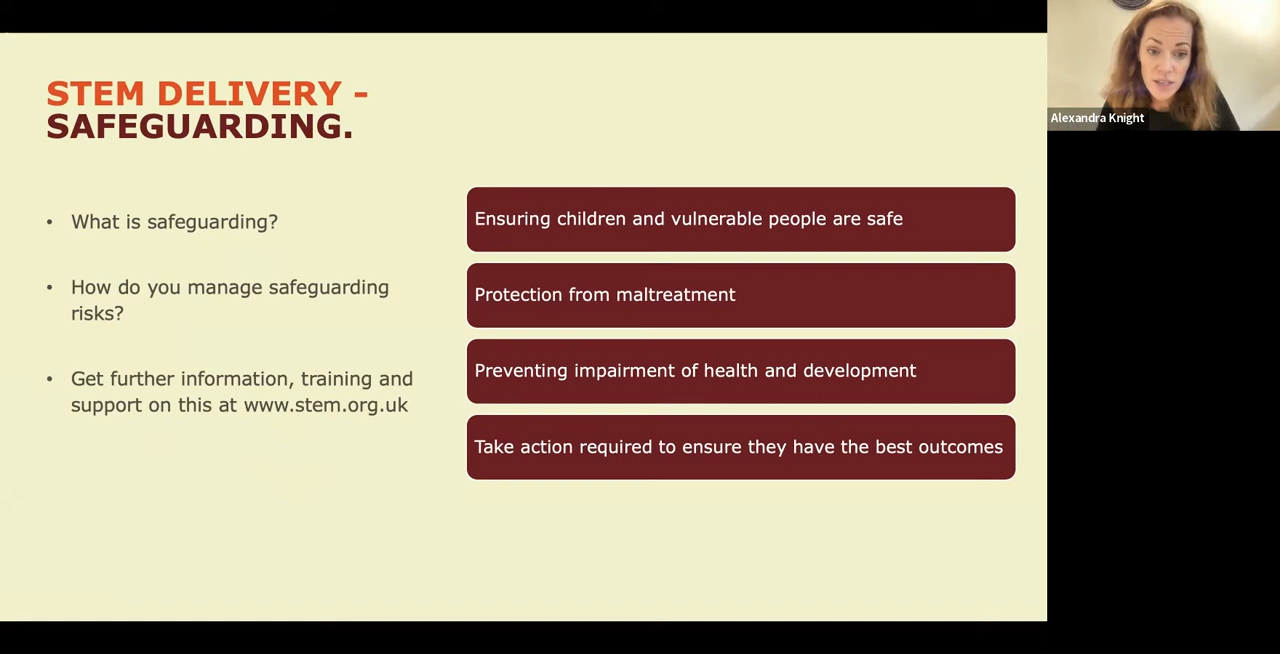 STEM DELIVERY -
SAFEGUARDING.
• What is safeguarding?
• How do you manage safeguarding
risks?
• Get further information, training and
support on this at www.stem.org.uk
Ensuring children and vulnerable people are safe
Protection from maltreatment
Preventing impairment of health and development
Take action required to ensure they have the best outcomes
Alexandra Knight